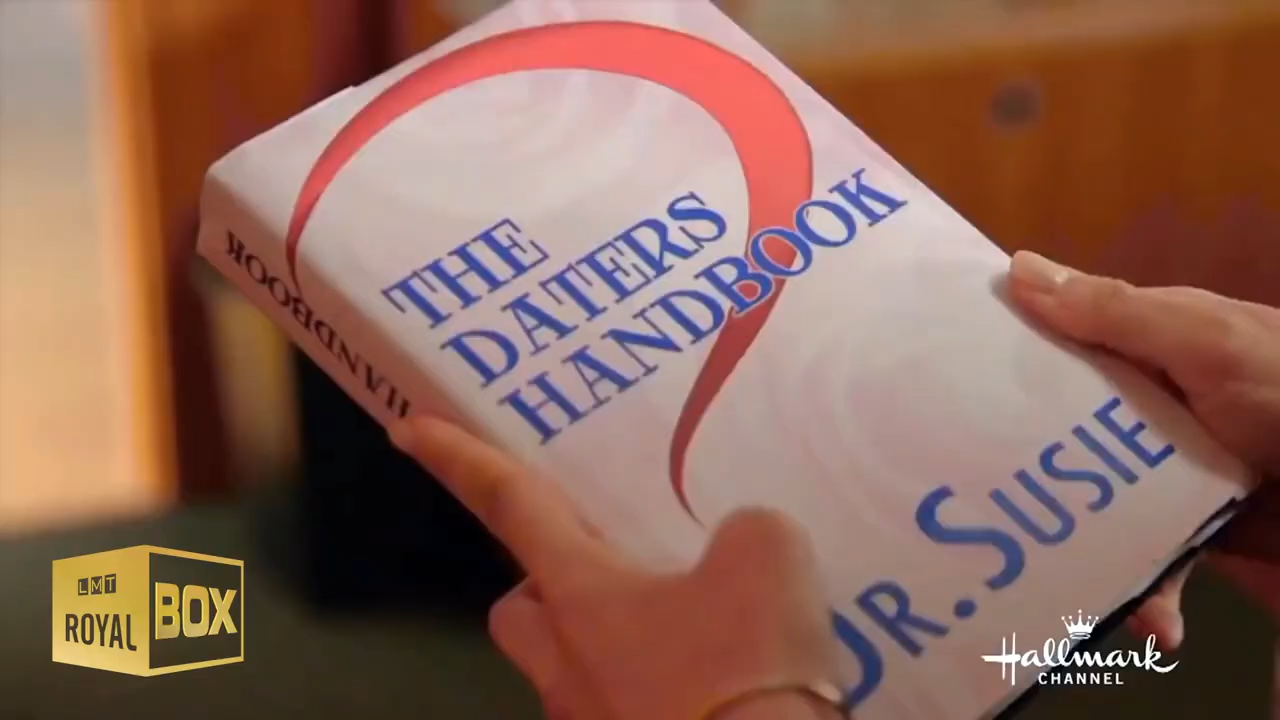 THE
DATERS
HANDBOOK
DR. SUSIE
HANDBOOK
LMT
ROYAL
BOX
Hallmark
CHANNEL